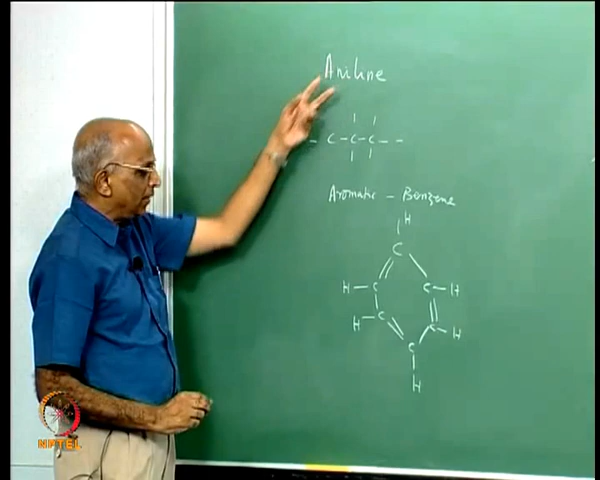 Aniline
- C - C - C - -
Aromatic - Benzene
H
C
H - C C - H
H - C C - H
C
H
NPTEL